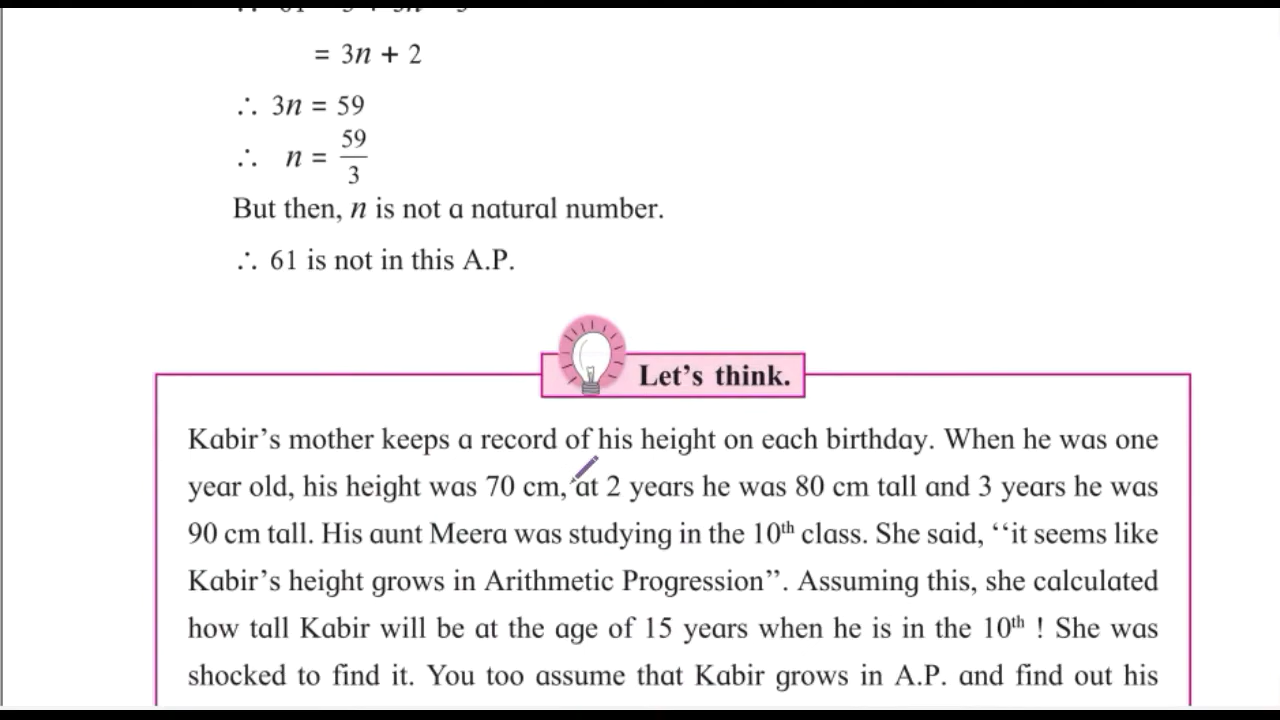 = 3n + 2
∴ 3n = 59
∴ n = 59/3
But then, n is not a natural number.
∴ 61 is not in this A.P.
Let's think.
Kabir's mother keeps a record of his height on each birthday. When he was one
year old, his height was 70 cm, at 2 years he was 80 cm tall and 3 years he was
90 cm tall. His aunt Meera was studying in the 10th class. She said, ‘‘it seems like
Kabir's height grows in Arithmetic Progression’’. Assuming this, she calculated
how tall Kabir will be at the age of 15 years when he is in the 10th ! She was
shocked to find it. You too assume that Kabir grows in A.P. and find out his